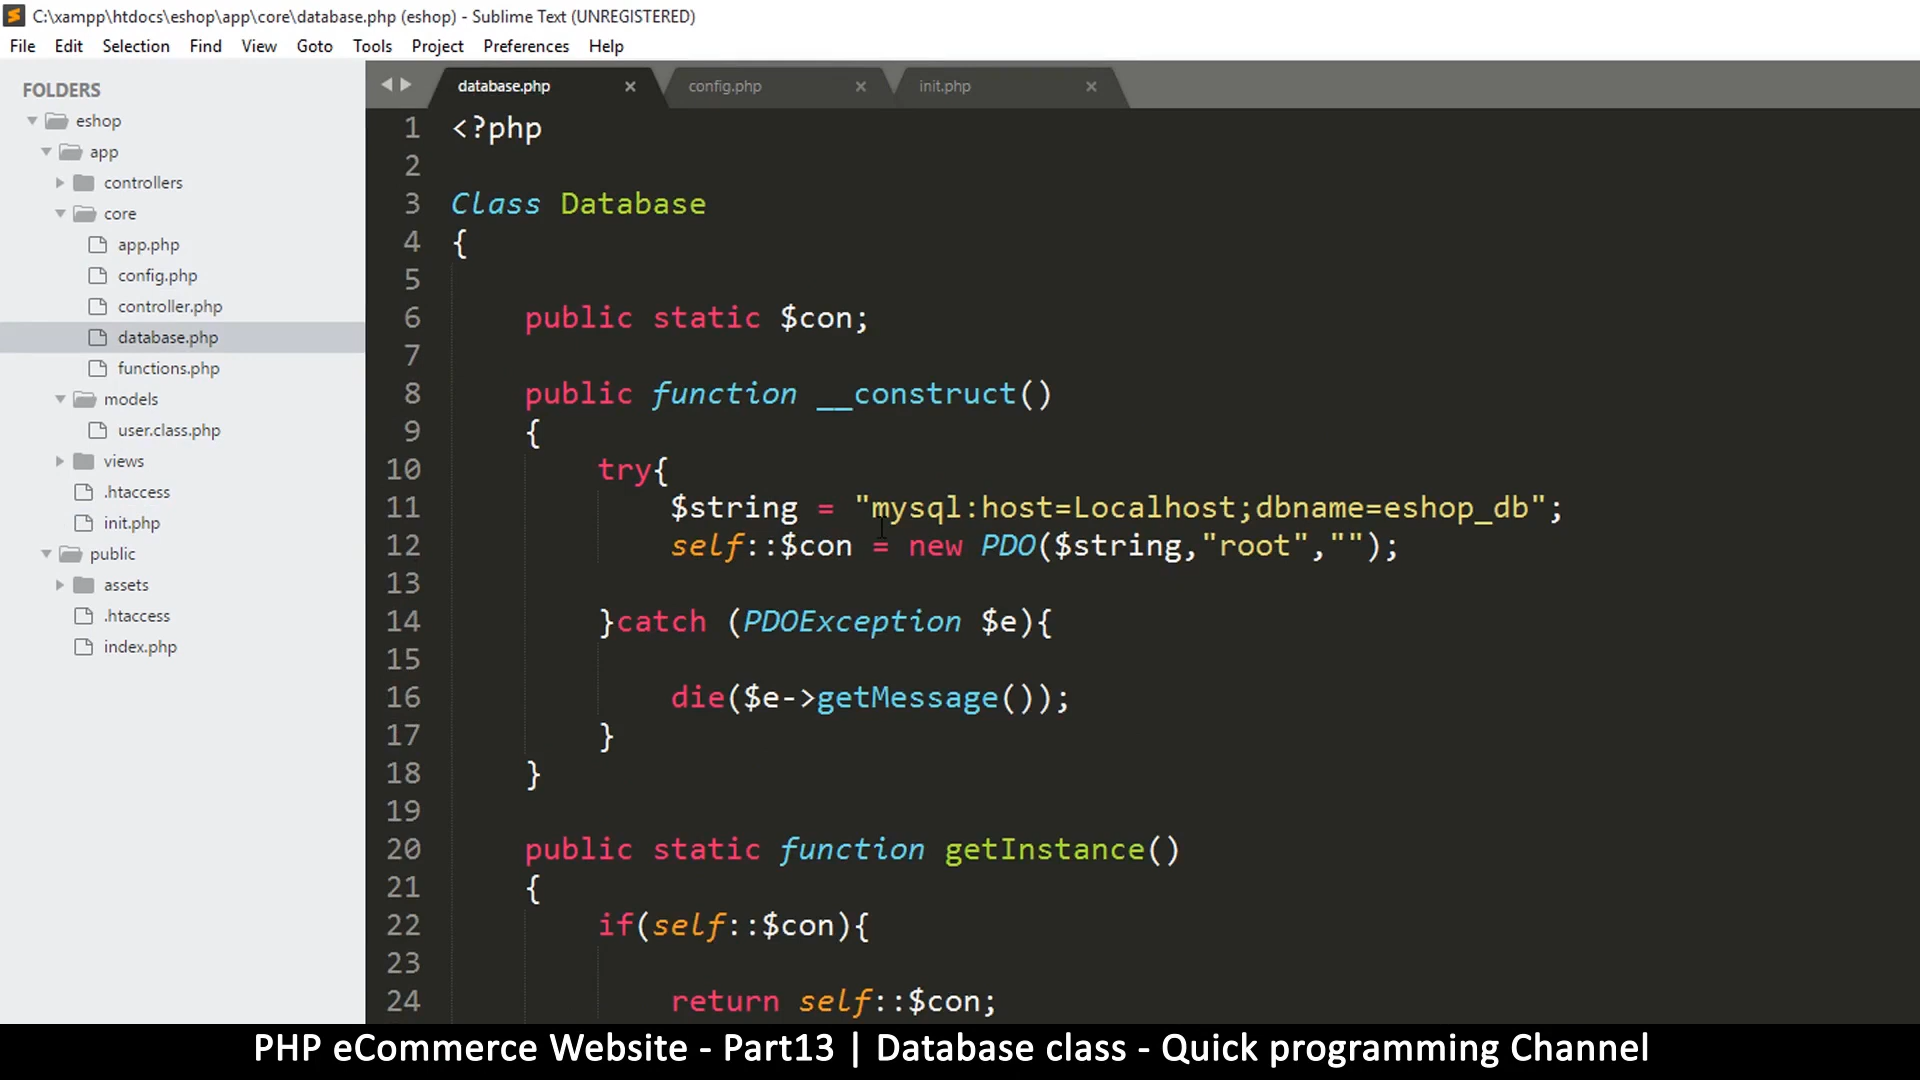 C:\xampp\htdocs\eshop\app\core\database.php (eshop) - Sublime Text (UNREGISTERED)
File Edit Selection Find View Goto Tools Project Preferences Help
FOLDERS
eshop
app
controllers
core
app.php
config.php
controller.php
database.php
functions.php
models
user.class.php
views
.htaccess
init.php
public
assets
.htaccess
index.php
database.php × config.php × init.php ×
1 <?php
2
3 Class Database
4 {
5
6 public static $con;
7
8 public function __construct()
9 {
10 try{
11 $string = "mysql:host=Localhost;dbname=eshop_db";
12 self::$con = new PDO($string,"root","");
13
14 }catch (PDOException $e){
15
16 die($e->getMessage());
17 }
18 }
19
20 public static function getInstance()
21 {
22 if(self::$con){
23
24 return self::$con;
PHP eCommerce Website - Part13 | Database class - Quick programming Channel